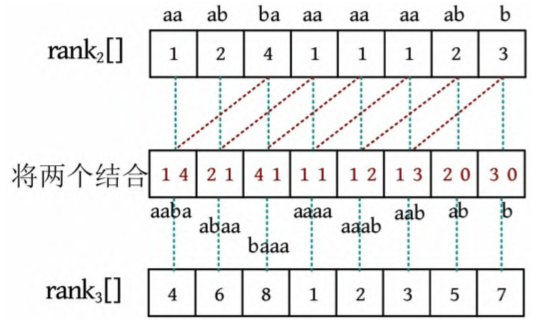 aa ab ba aa aa aa ab b
rank₂[] 1 2 4 1 1 1 2 3
将两个结合 1 4 2 1 4 1 1 1 1 2 1 3 2 0 3 0
aaba abaa baaa aaaa aaab aab ab b
rank₃[] 4 6 8 1 2 3 5 7